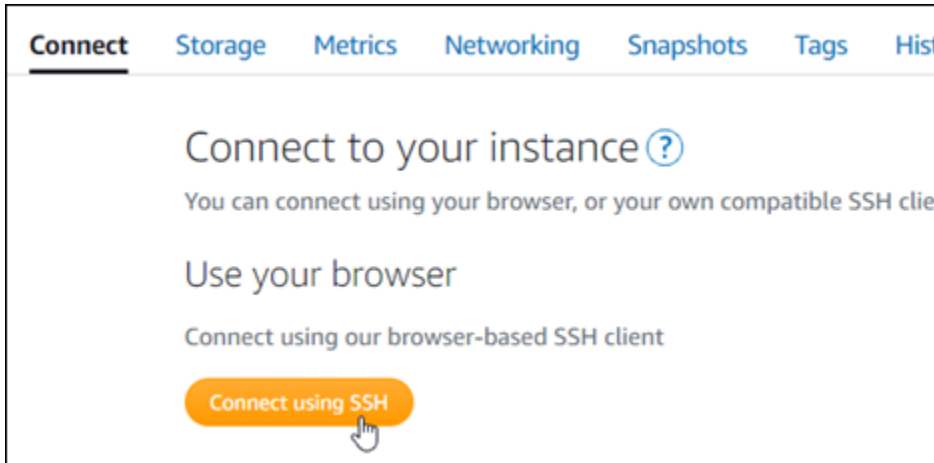 Connect Storage Metrics Networking Snapshots Tags
Connect to your instance ?
You can connect using your browser, or your own compatible SSH
Use your browser
Connect using our browser-based SSH client
Connect using SSH